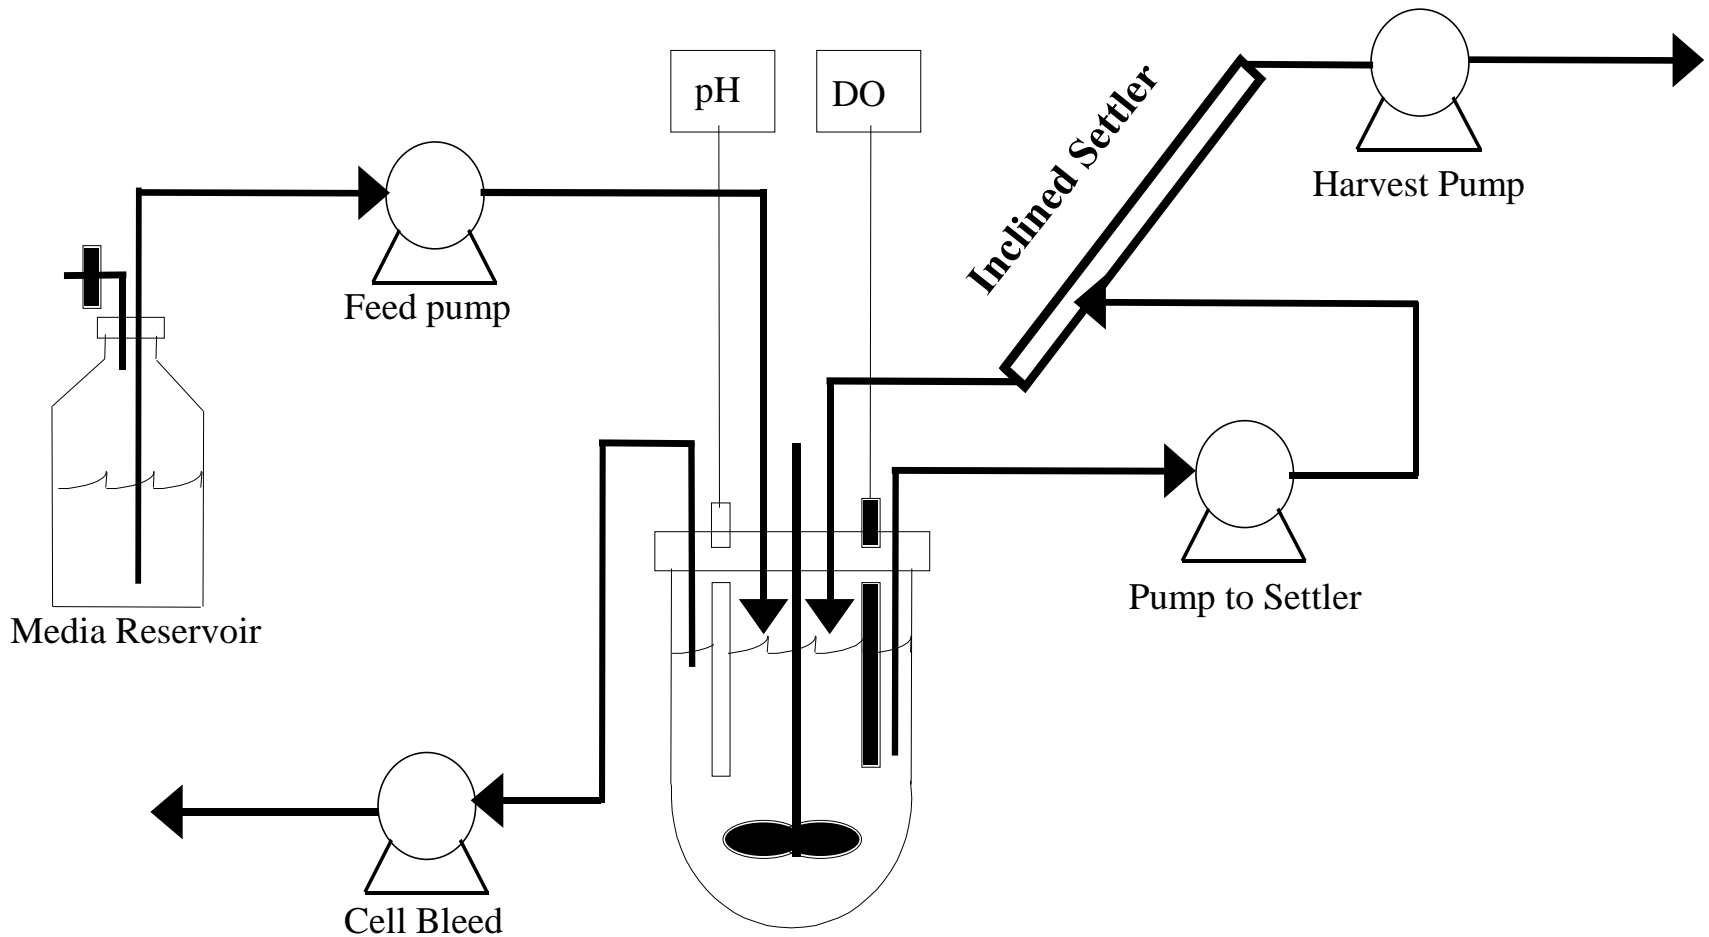 pH
DO
Inclined Settler
Harvest Pump
Feed pump
Pump to Settler
Media Reservoir
Cell Bleed